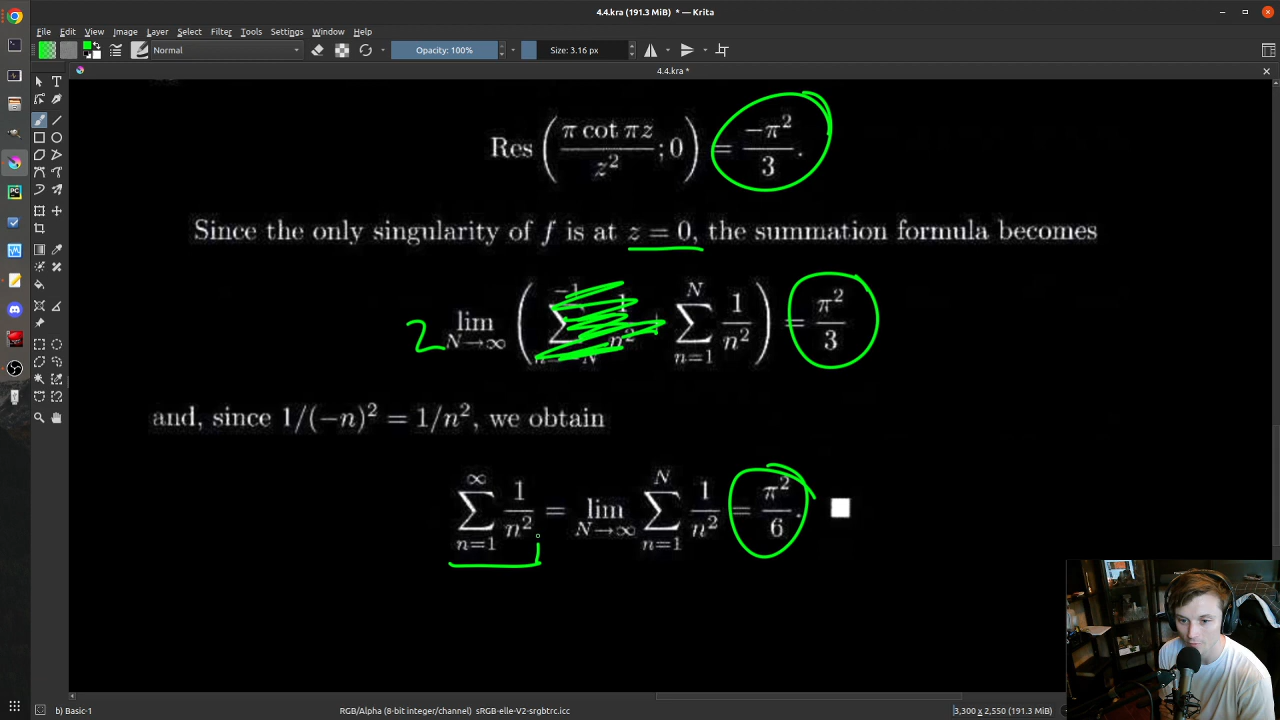 4.4.kra (191.3 MiB) * — Krita
File Edit View Image Layer Select Filter Tools Settings Window Help
Normal Opacity: 100% Size: 3.16 px
4.4.kra *
Res ( π cot πz / z² ; 0 ) = −π² / 3 .
Since the only singularity of f is at z = 0, the summation formula becomes
2 lim N→∞ ( ∑ −1 1 / n² + ∑ n=1 N 1 / n² ) = π² / 3
and, since 1/(−n)² = 1/n², we obtain
∑ n=1 ∞ 1 / n² = lim N→∞ ∑ n=1 N 1 / n² = π² / 6 . ■
b) Basic-1 RGB/Alpha (8-bit integer/channel) sRGB-elle-V2-srgbtrc.icc 3,300 x 2,550 (191.3 MiB)